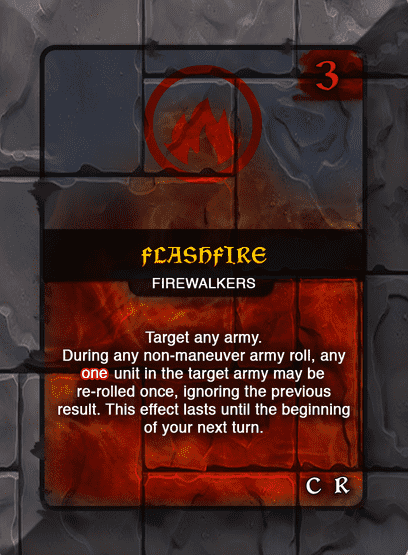 3
FLASHFIRE
FIREWALKERS
Target any army.
During any non-maneuver army roll, any
one unit in the target army may be
re-rolled once, ignoring the previous
result. This effect lasts until the beginning
of your next turn.
C R